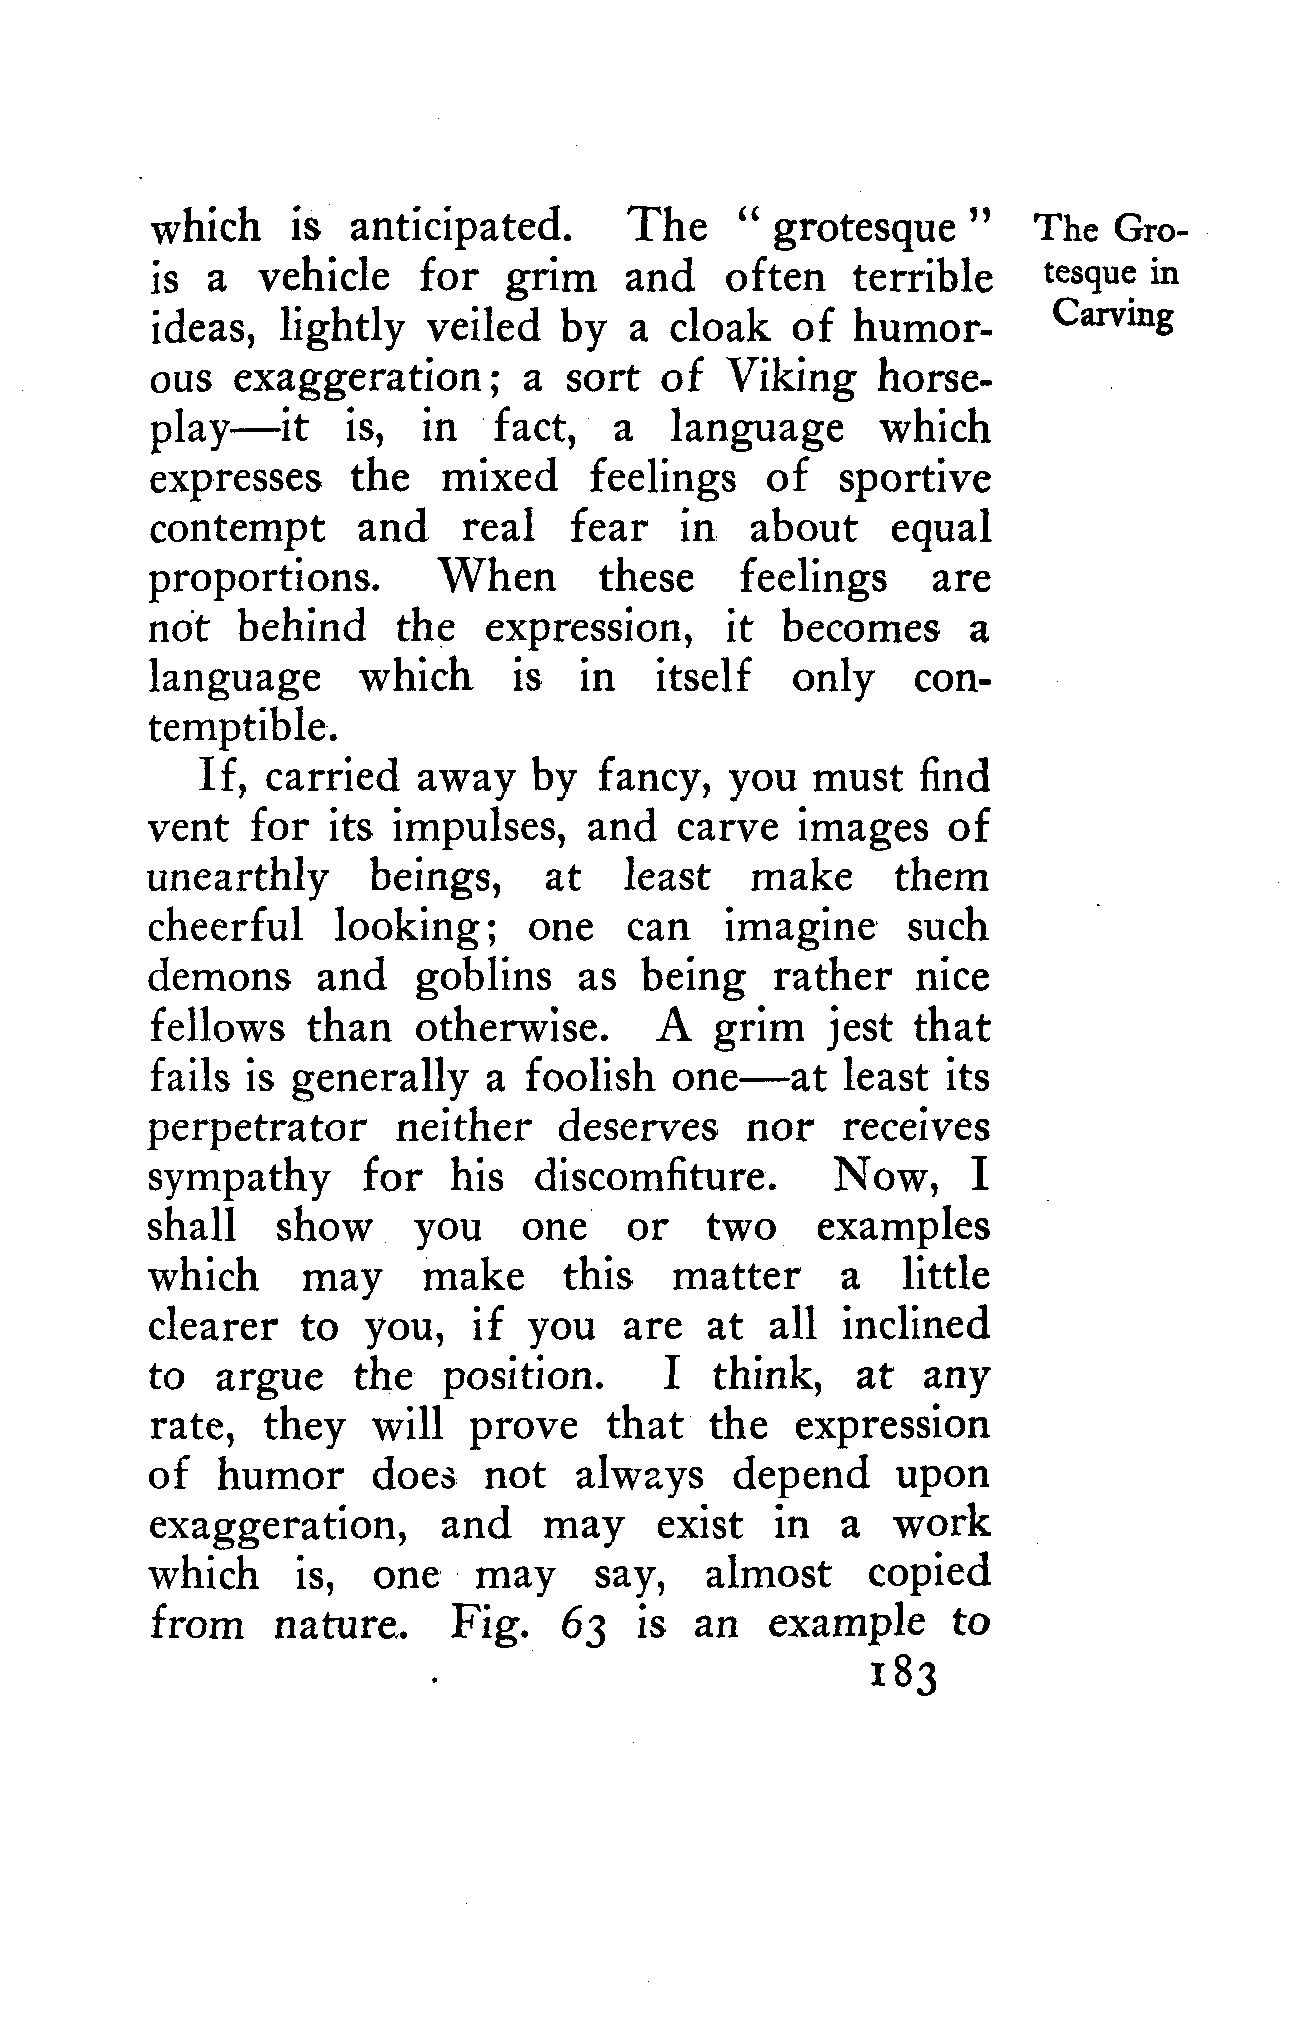 which is anticipated. The " grotesque "
is a vehicle for grim and often terrible
ideas, lightly veiled by a cloak of humor-
ous exaggeration; a sort of Viking horse-
play—it is, in fact, a language which
expresses the mixed feelings of sportive
contempt and real fear in about equal
proportions. When these feelings are
not behind the expression, it becomes a
language which is in itself only con-
temptible.
If, carried away by fancy, you must find
vent for its impulses, and carve images of
unearthly beings, at least make them
cheerful looking; one can imagine such
demons and goblins as being rather nice
fellows than otherwise. A grim jest that
fails is generally a foolish one—at least its
perpetrator neither deserves nor receives
sympathy for his discomfiture. Now, I
shall show you one or two examples
which may make this matter a little
clearer to you, if you are at all inclined
to argue the position. I think, at any
rate, they will prove that the expression
of humor does not always depend upon
exaggeration, and may exist in a work
which is, one may say, almost copied
from nature. Fig. 63 is an example to
The Gro-
tesque in
Carving
183